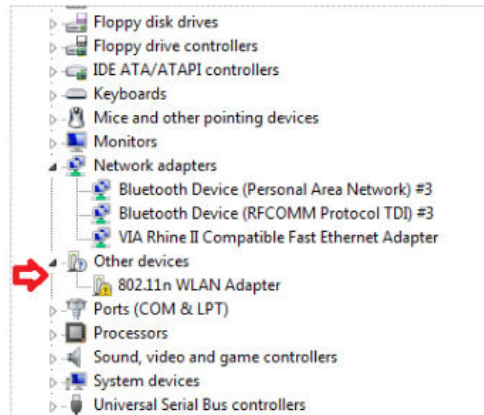 Floppy disk drives
Floppy drive controllers
IDE ATA/ATAPI controllers
Keyboards
Mice and other pointing devices
Monitors
Network adapters
Bluetooth Device (Personal Area Network) #3
Bluetooth Device (RFCOMM Protocol TDI) #3
VIA Rhine II Compatible Fast Ethernet Adapter
Other devices
802.11n WLAN Adapter
Ports (COM & LPT)
Processors
Sound, video and game controllers
System devices
Universal Serial Bus controllers